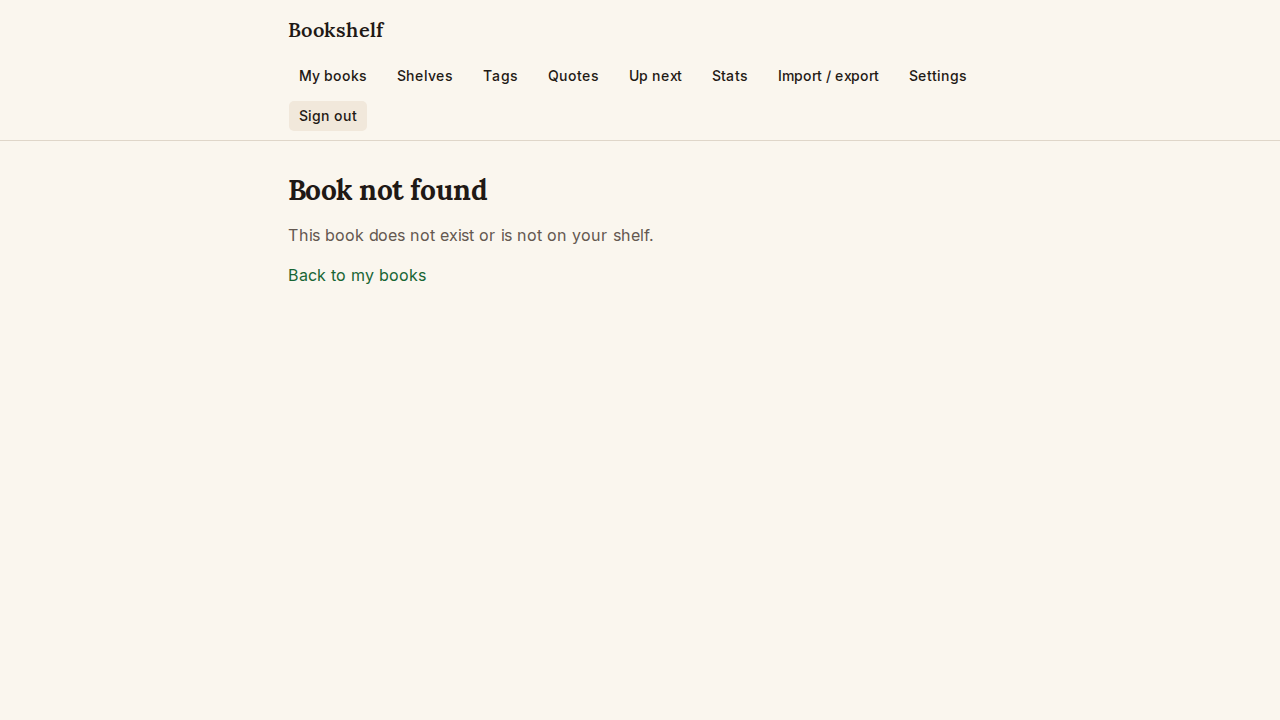 Bookshelf
My books Shelves Tags Quotes Up next Stats Import / export Settings
Sign out
Book not found
This book does not exist or is not on your shelf.
Back to my books